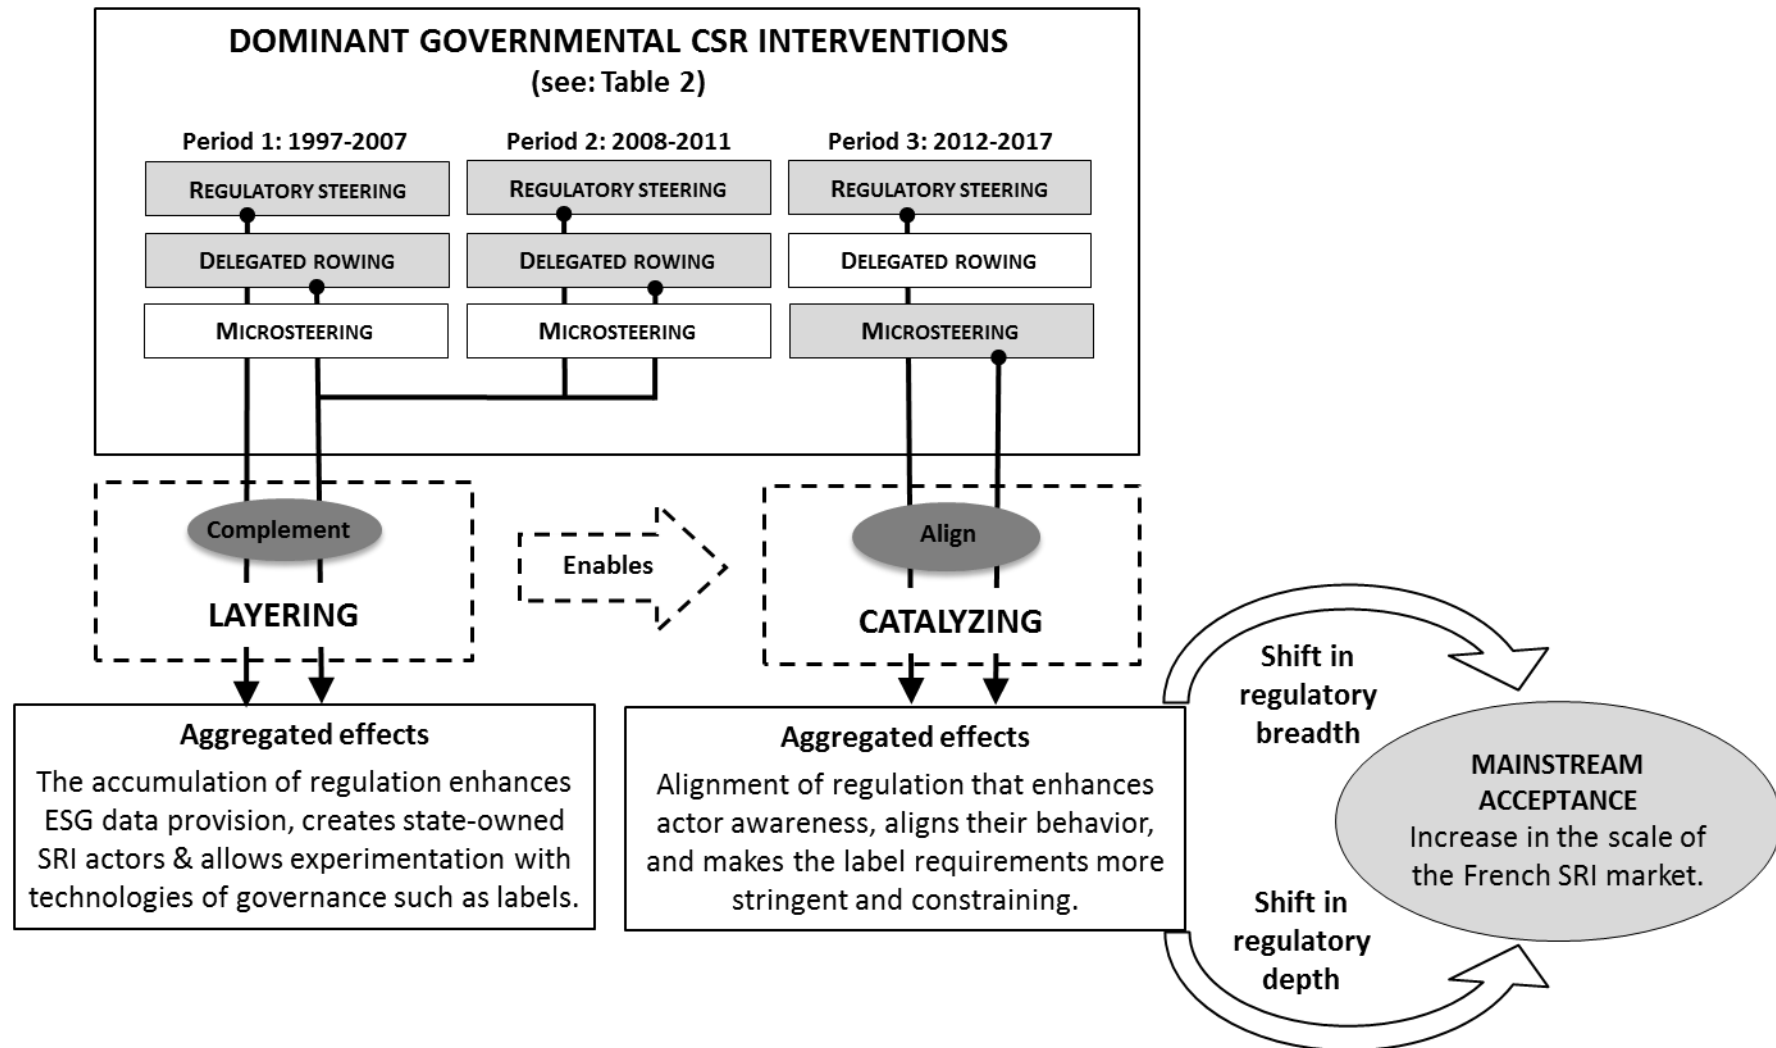 DOMINANT GOVERNMENTAL CSR INTERVENTIONS
(see: Table 2)
Period 1: 1997-2007
REGULATORY STEERING
DELEGATED ROWING
MICROSTEERING
Period 2: 2008-2011
REGULATORY STEERING
DELEGATED ROWING
MICROSTEERING
Period 3: 2012-2017
REGULATORY STEERING
DELEGATED ROWING
MICROSTEERING
Complement
LAYERING
Enables
Align
CATALYZING
Aggregated effects
The accumulation of regulation enhances
ESG data provision, creates state-owned
SRI actors & allows experimentation with
technologies of governance such as labels.
Aggregated effects
Alignment of regulation that enhances
actor awareness, aligns their behavior,
and makes the label requirements more
stringent and constraining.
Shift in
regulatory
breadth
Shift in
regulatory
depth
MAINSTREAM
ACCEPTANCE
Increase in the scale of
the French SRI market.